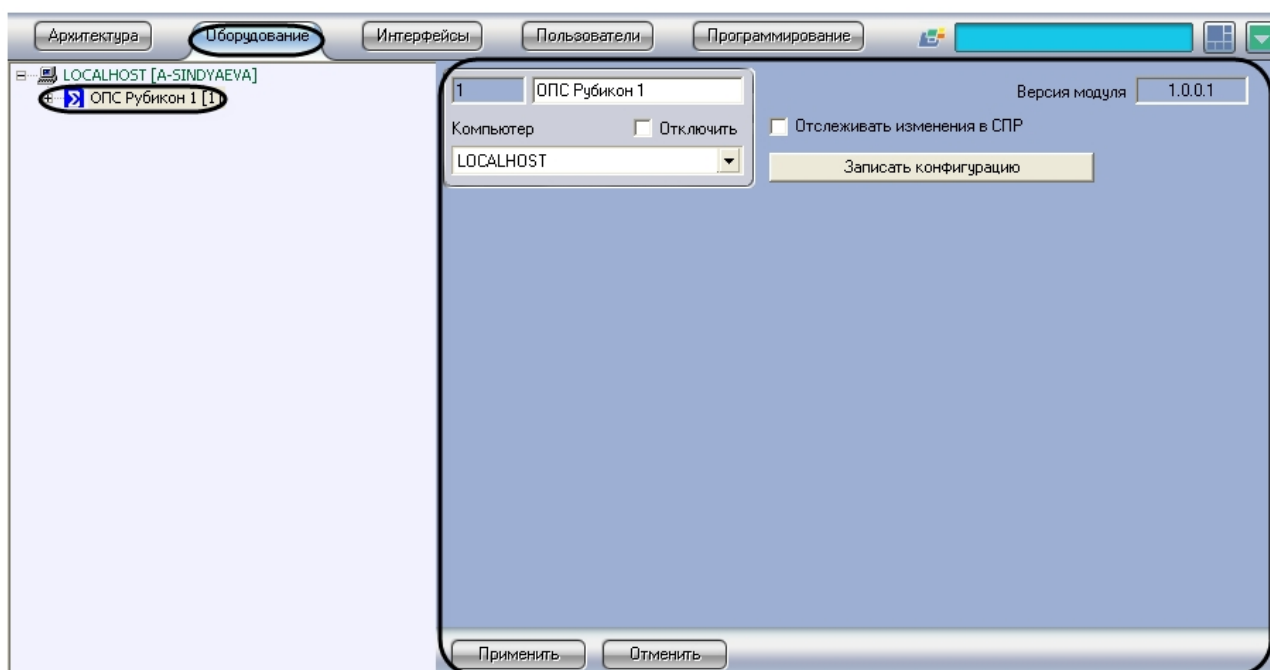 Архитектура Оборудование Интерфейсы Пользователи Программирование
LOCALHOST [A-SINDYAEVA]
ОПС Рубикон 1 [1]
1 ОПС Рубикон 1 Версия модуля 1.0.0.1
Компьютер Отключить Отслеживать изменения в СПР
LOCALHOST Записать конфигурацию
Применить Отменить